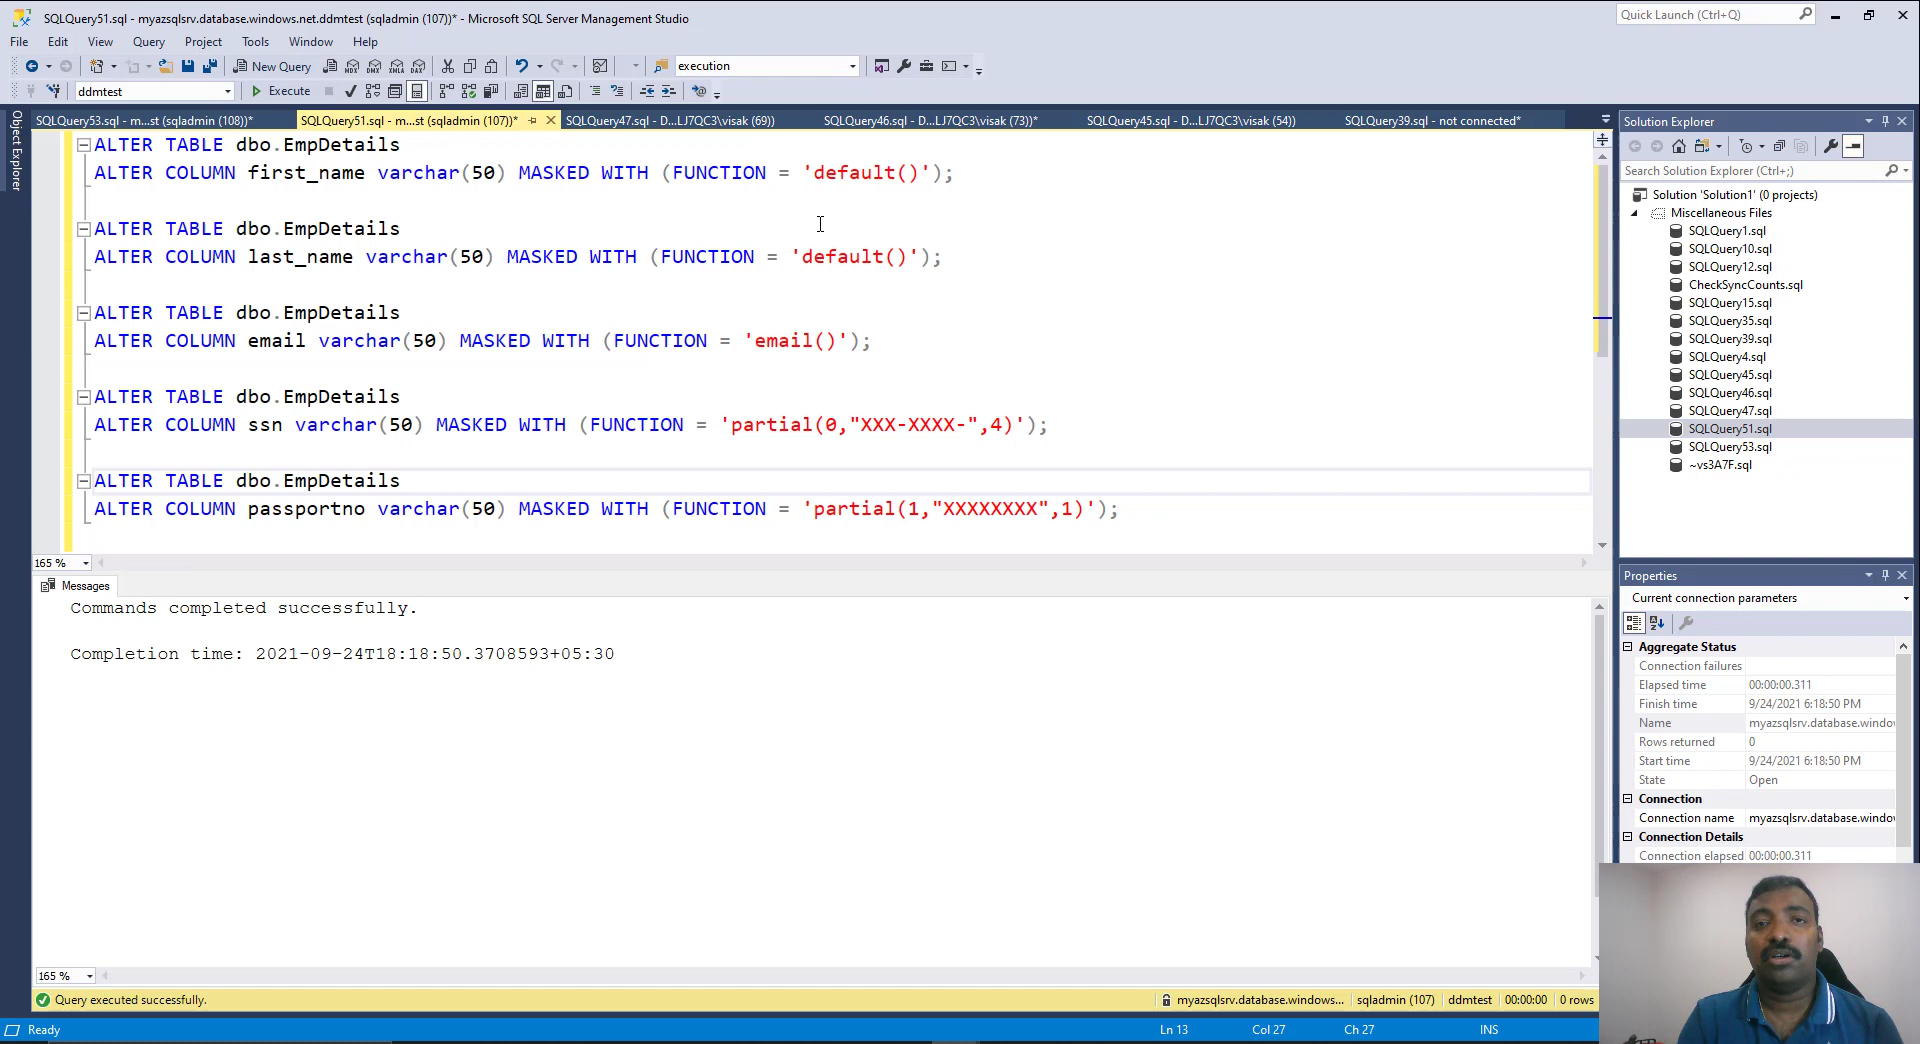 SQLQuery51.sql - myazsqlsrv.database.windows.net.ddmtest (sqladmin (107))* - Microsoft SQL Server Management Studio
Quick Launch (Ctrl+Q)
File Edit View Query Project Tools Window Help
New Query
execution
ddmtest
Execute
Object Explorer
SQLQuery53.sql - m...st (sqladmin (108))*
SQLQuery51.sql - m...st (sqladmin (107))*
SQLQuery47.sql - D...LJ7QC3\visak (69))
SQLQuery46.sql - D...LJ7QC3\visak (73))*
SQLQuery45.sql - D...LJ7QC3\visak (54))
SQLQuery39.sql - not connected*
ALTER TABLE dbo.EmpDetails
ALTER COLUMN first_name varchar(50) MASKED WITH (FUNCTION = 'default()');
ALTER TABLE dbo.EmpDetails
ALTER COLUMN last_name varchar(50) MASKED WITH (FUNCTION = 'default()');
ALTER TABLE dbo.EmpDetails
ALTER COLUMN email varchar(50) MASKED WITH (FUNCTION = 'email()');
ALTER TABLE dbo.EmpDetails
ALTER COLUMN ssn varchar(50) MASKED WITH (FUNCTION = 'partial(0,"XXX-XXXX-",4)');
ALTER TABLE dbo.EmpDetails
ALTER COLUMN passportno varchar(50) MASKED WITH (FUNCTION = 'partial(1,"XXXXXXXX",1)');
165 %
Messages
Commands completed successfully.
Completion time: 2021-09-24T18:18:50.3708593+05:30
165 %
Query executed successfully.
myazsqlsrv.database.windows... sqladmin (107) ddmtest 00:00:00 0 rows
Ready
Ln 13 Col 27 Ch 27 INS
Solution Explorer
Search Solution Explorer (Ctrl+;)
Solution 'Solution1' (0 projects)
Miscellaneous Files
SQLQuery1.sql
SQLQuery10.sql
SQLQuery12.sql
CheckSyncCounts.sql
SQLQuery15.sql
SQLQuery35.sql
SQLQuery39.sql
SQLQuery4.sql
SQLQuery45.sql
SQLQuery46.sql
SQLQuery47.sql
SQLQuery51.sql
SQLQuery53.sql
~vs3A7F.sql
Properties
Current connection parameters
Aggregate Status
Connection failures
Elapsed time 00:00:00.311
Finish time 9/24/2021 6:18:50 PM
Name myazsqlsrv.database.window
Rows returned 0
Start time 9/24/2021 6:18:50 PM
State Open
Connection
Connection name myazsqlsrv.database.window
Connection Details
Connection elapsed 00:00:00.311